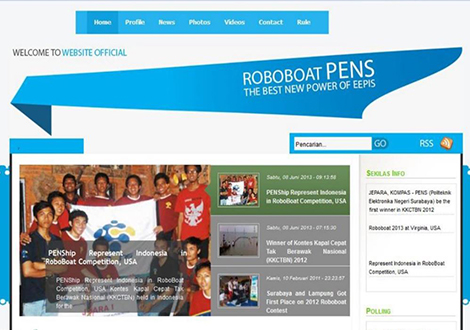 Home Profile News Photos Videos Contact Rule
WELCOME TO WEBSITE OFFICIAL
ROBOBOAT PENS
THE BEST NEW POWER OF EEPIS
Pencarian... GO RSS
PENShip Represent Indonesia in
RoboBoat Competition, USA
PENShip Represent Indonesia in RoboBoat
Competition, USA Kontes Kapal Cepat Tak
Berawak Nasional (KKCTBN) held in Indonesia
for the
Sabtu, 08 Juni 2013 - 09:13:58
PENShip Represent Indonesia
in RoboBoat Competition, USA
Sabtu, 08 Juni 2013 - 07:15:30
Winner of Kontes Kapal Cepat
Tak Berawak Nasional
(KKCTBN) 2012
Kamis, 10 Februari 2011 - 23:23:57
Surabaya and Lampung Got
First Place on 2012 Roboboat
Contest
SEKILAS INFO
JEPARA, KOMPAS - PENS (Politeknik
Elektronika Negeri Surabaya) be the
first winner in KKCTBN 2012
Roboboat 2013 at Virginia, USA
Represent Indonesia in RoboBoat
Competition, USA
POLLING